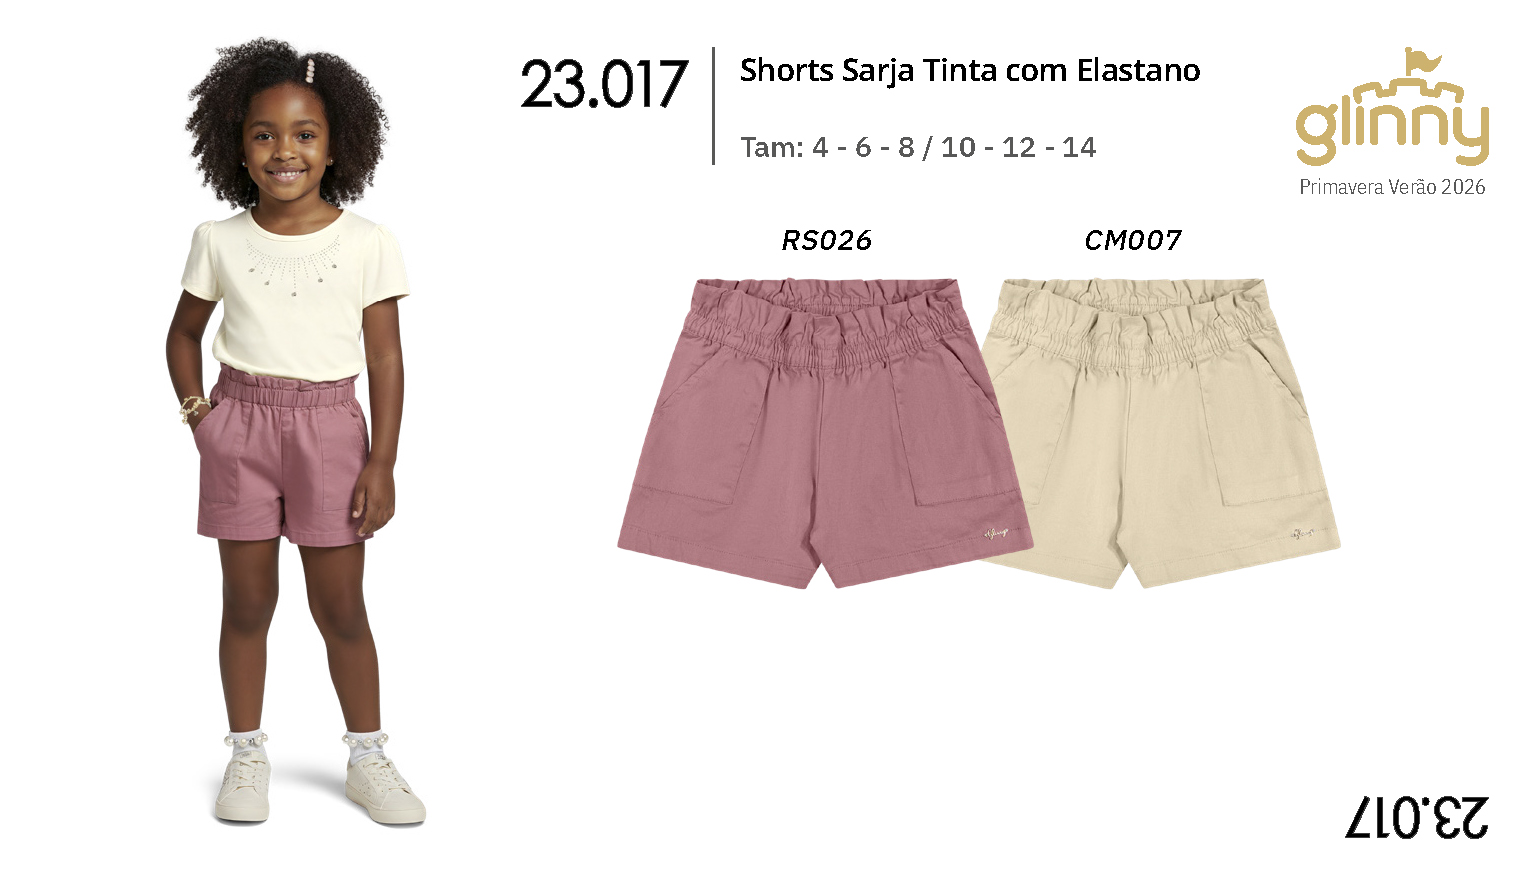 23.017
Shorts Sarja Tinta com Elastano
Tam: 4 - 6 - 8 / 10 - 12 - 14
glinny
Primavera Verão 2026
RS026
CM007
23.017